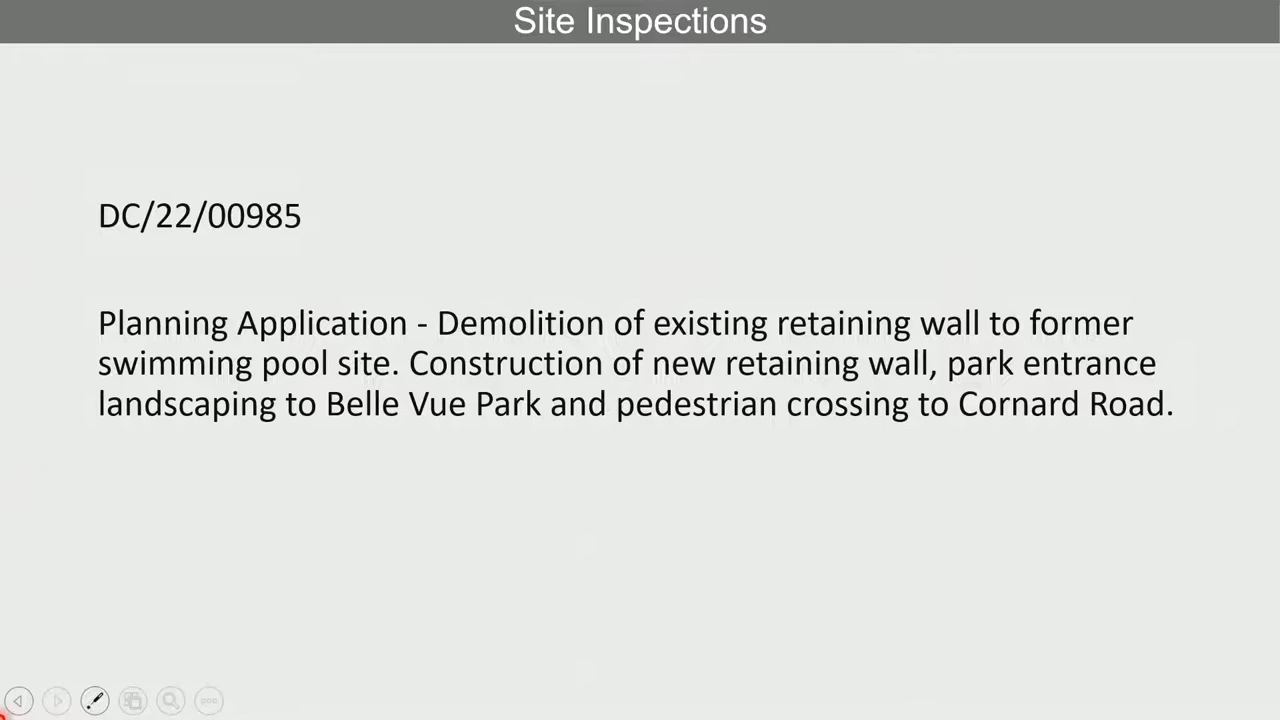 Site Inspections
DC/22/00985
Planning Application - Demolition of existing retaining wall to former
swimming pool site. Construction of new retaining wall, park entrance
landscaping to Belle Vue Park and pedestrian crossing to Cornard Road.